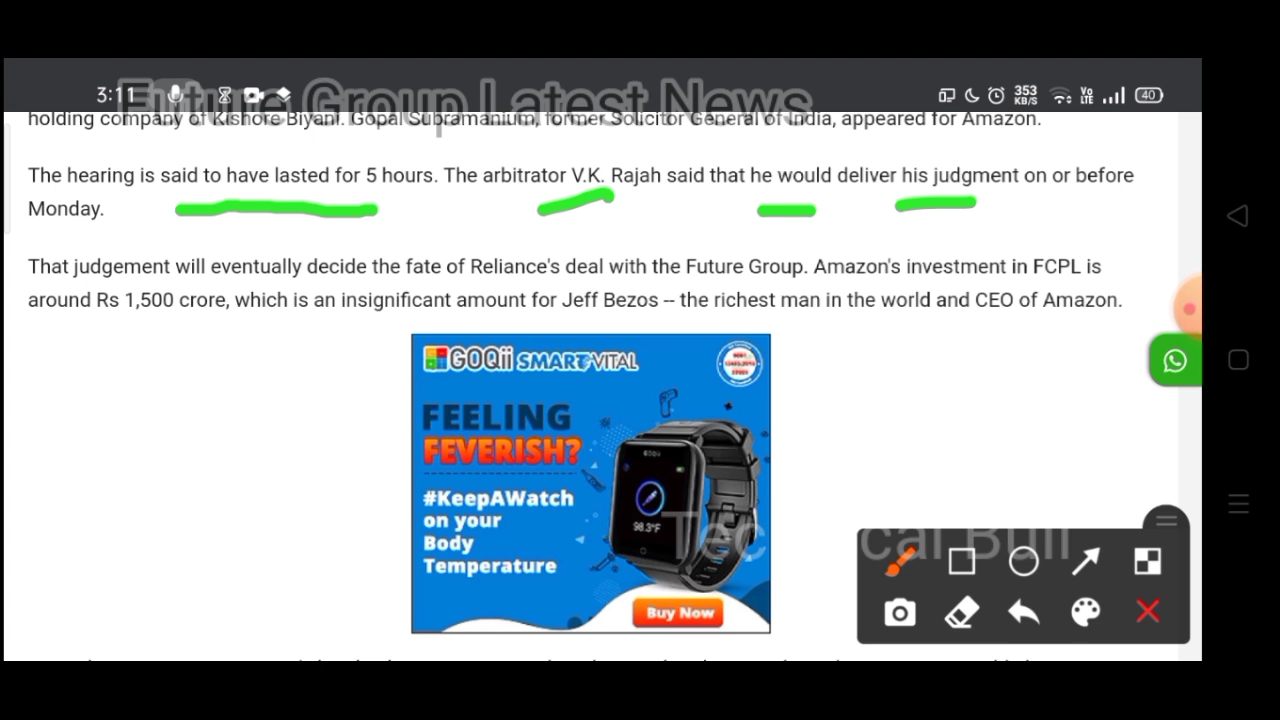 3:11
Future Group Latest News
353
KB/S
Vo
LTE
40
holding company of Kishore Biyani. Gopal Subramanium, former Solicitor General of India, appeared for Amazon.
The hearing is said to have lasted for 5 hours. The arbitrator V.K. Rajah said that he would deliver his judgment on or before
Monday.
That judgement will eventually decide the fate of Reliance's deal with the Future Group. Amazon's investment in FCPL is
around Rs 1,500 crore, which is an insignificant amount for Jeff Bezos -- the richest man in the world and CEO of Amazon.
GOQii SMART VITAL
FEELING
FEVERISH?
#KeepAWatch
on your
Body
Temperature
GOQii
98.3°F
Buy Now
Technical Bull